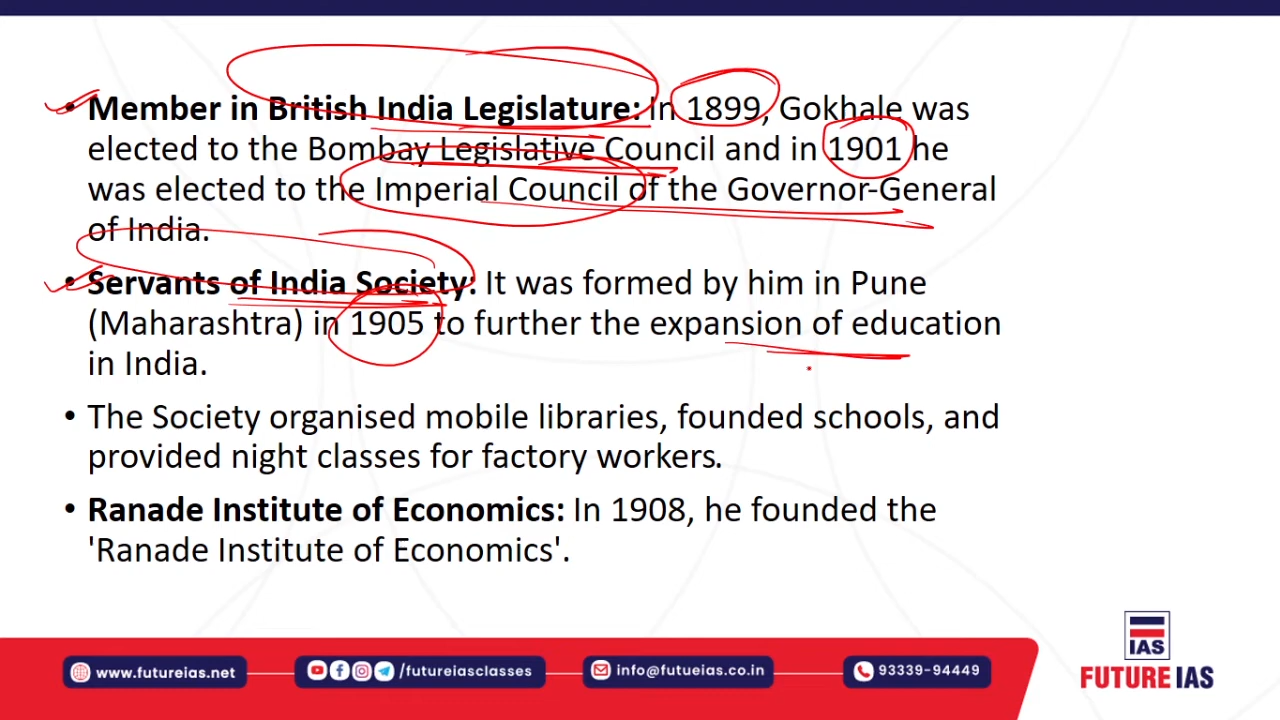 • Member in British India Legislature: In 1899, Gokhale was
elected to the Bombay Legislative Council and in 1901 he
was elected to the Imperial Council of the Governor-General
of India.
• Servants of India Society: It was formed by him in Pune
(Maharashtra) in 1905 to further the expansion of education
in India.
• The Society organised mobile libraries, founded schools, and
provided night classes for factory workers.
• Ranade Institute of Economics: In 1908, he founded the
'Ranade Institute of Economics'.
IAS
FUTURE IAS
www.futureias.net
/futureiasclasses
info@futueias.co.in
93339-94449